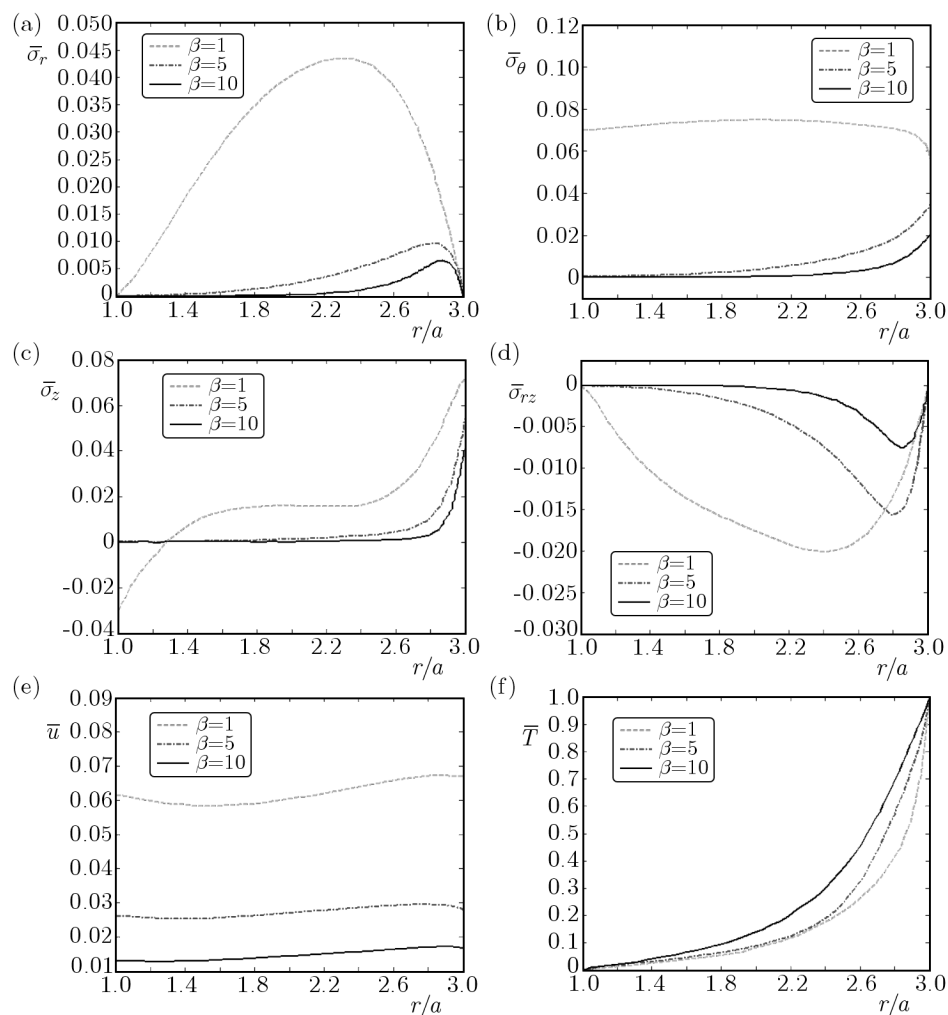 (a)
σ̅r
0.050
0.045
0.040
0.035
0.030
0.025
0.020
0.015
0.010
0.005
0
β=1
β=5
β=10
1.0 1.4 1.8 2.2 2.6 3.0
r/a
(b)
σ̅θ
0.12
0.10
0.08
0.06
0.04
0.02
0
β=1
β=5
β=10
1.0 1.4 1.8 2.2 2.6 3.0
r/a
(c)
σ̅z
0.08
0.06
0.04
0.02
0
-0.02
-0.04
β=1
β=5
β=10
1.0 1.4 1.8 2.2 2.6 3.0
r/a
(d)
σ̅rz
0
-0.005
-0.010
-0.015
-0.020
-0.025
-0.030
β=1
β=5
β=10
1.0 1.4 1.8 2.2 2.6 3.0
r/a
(e)
u̅
0.09
0.08
0.07
0.06
0.05
0.04
0.03
0.02
0.01
β=1
β=5
β=10
1.0 1.4 1.8 2.2 2.6 3.0
r/a
(f)
T̅
1.0
0.9
0.8
0.7
0.6
0.5
0.4
0.3
0.2
0.1
0
β=1
β=5
β=10
1.0 1.4 1.8 2.2 2.6 3.0
r/a